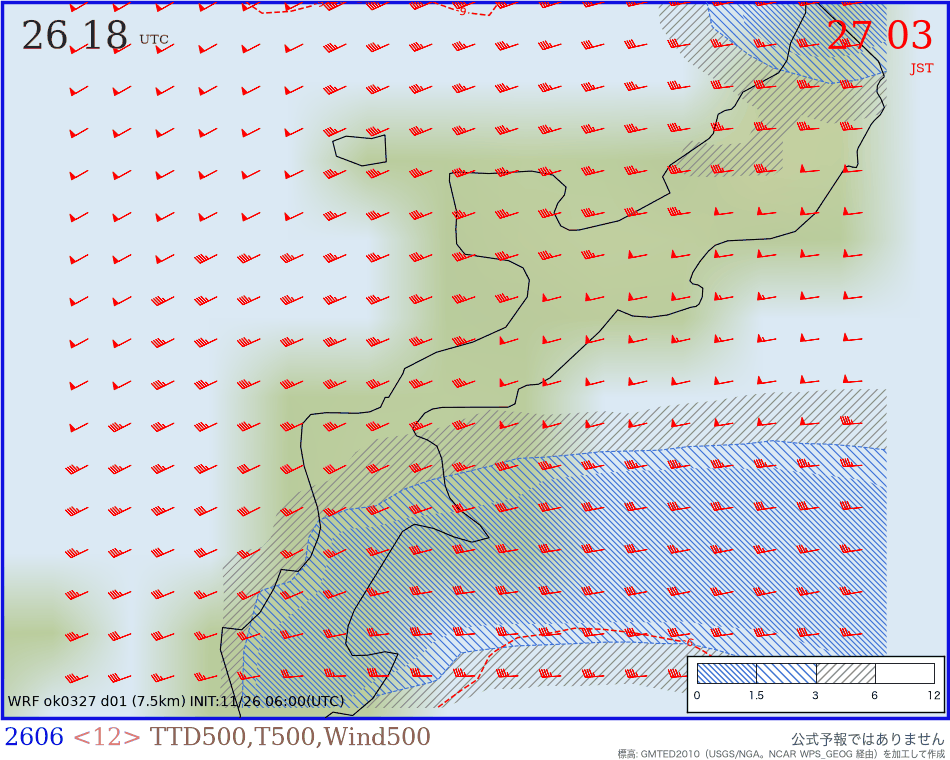 26.18 UTC
27 03
JST
-9
-6
WRF ok0327 d01 (7.5km) INIT:11/26 06:00(UTC)
0 1.5 3 6 12
2606 <12> TTD500,T500,Wind500
公式予報ではありません
標高: GMTED2010（USGS/NGA。NCAR WPS_GEOG 経由）を加工して作成